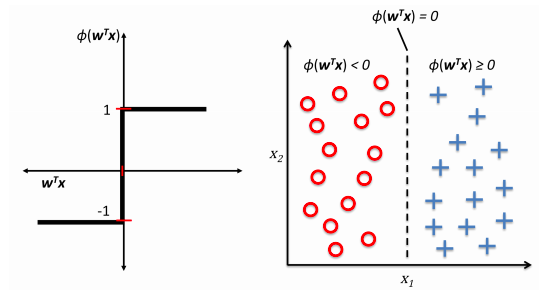 ϕ(wᵀx)
1
wᵀx
-1
ϕ(wᵀx) = 0
ϕ(wᵀx) < 0
ϕ(wᵀx) ≥ 0
x₂
x₁